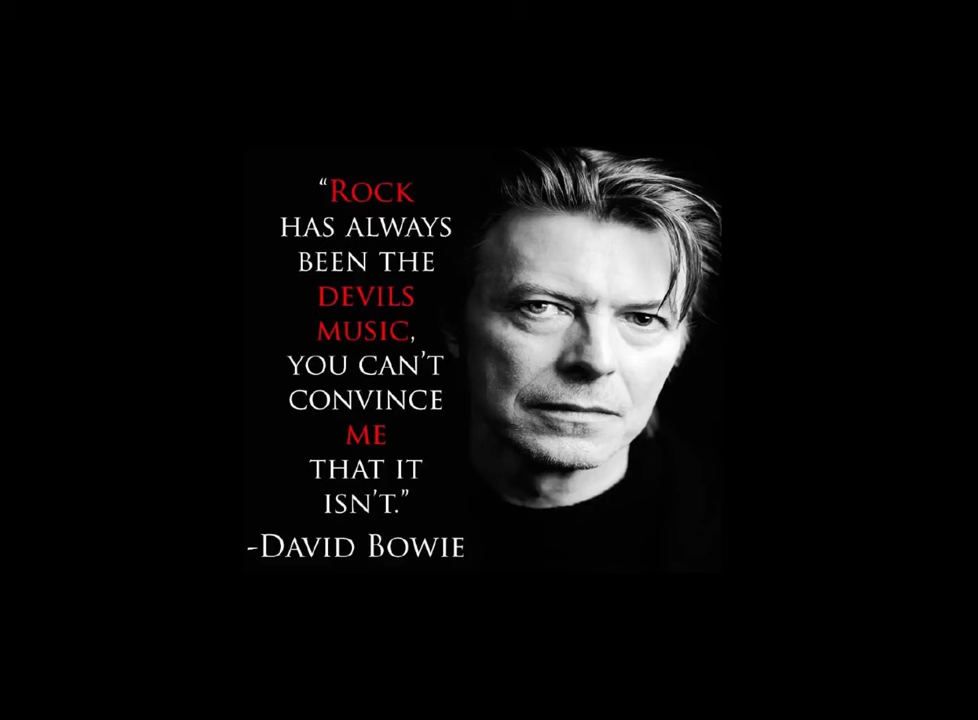 “Rock
HAS ALWAYS
BEEN THE
DEVILS
MUSIC,
YOU CAN’T
CONVINCE
ME
THAT IT
ISN’T.”
-David Bowie